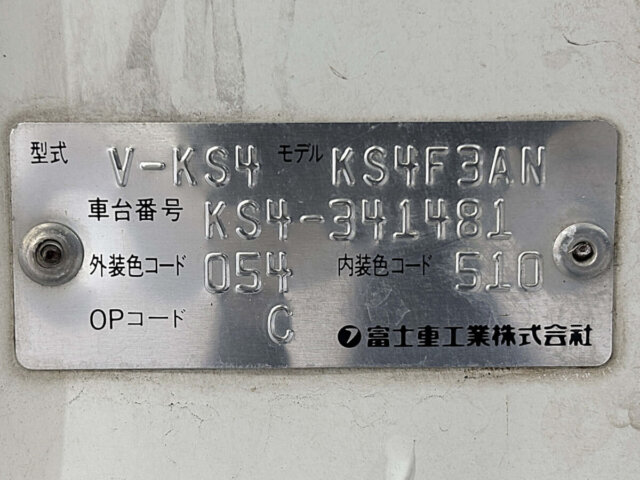 型式 V-KS4 モデル KS4F3AN
車台番号 KS4-341481
外装色コード 054 内装色コード 510
OPコード C
フ 富士重工業株式会社